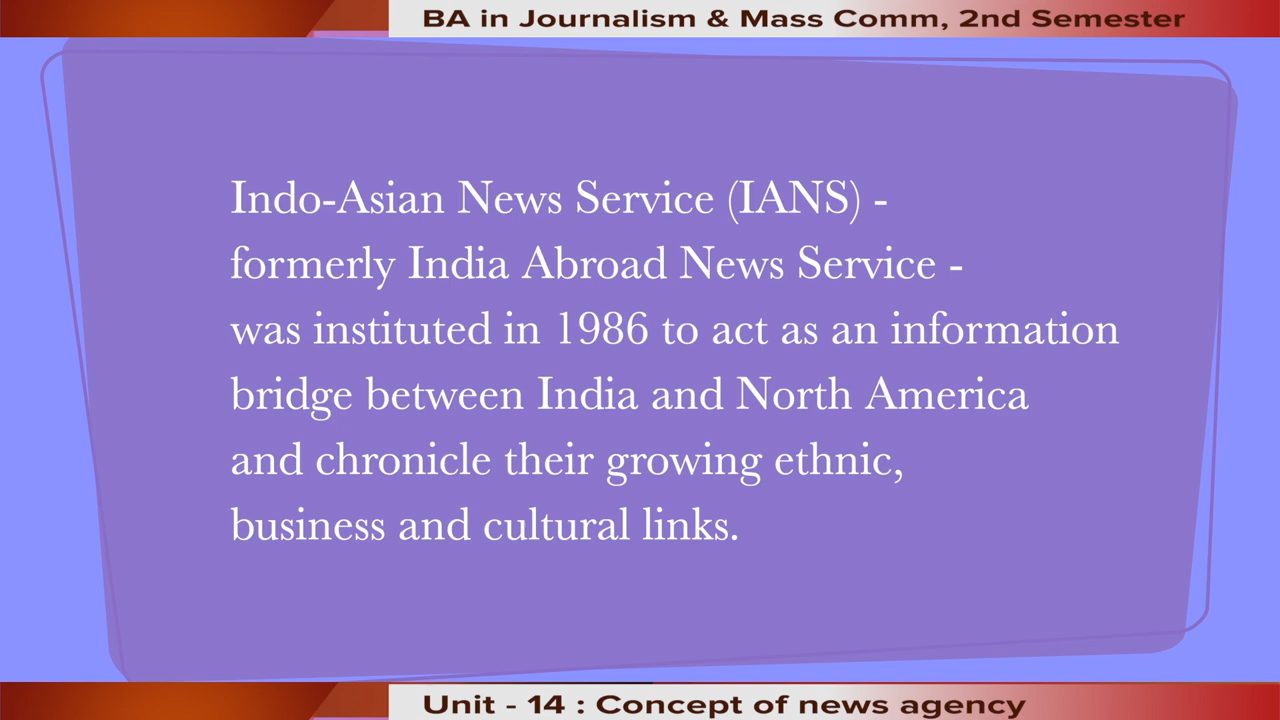 BA in Journalism & Mass Comm, 2nd Semester
Indo-Asian News Service (IANS) -
formerly India Abroad News Service -
was instituted in 1986 to act as an information
bridge between India and North America
and chronicle their growing ethnic,
business and cultural links.
Unit - 14 : Concept of news agency